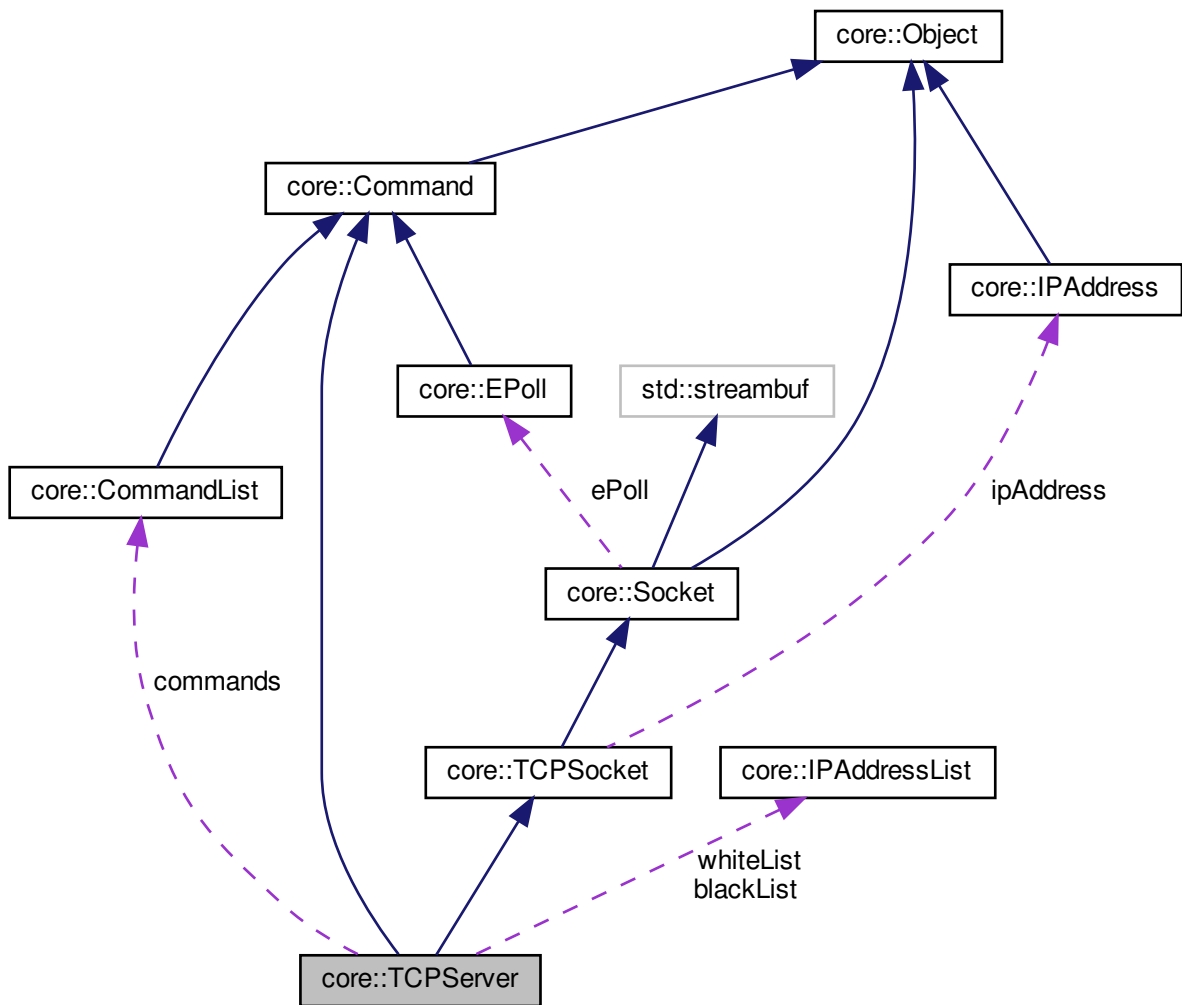 core::Object
core::Command
core::IPAddress
core::EPoll
std::streambuf
core::CommandList
ePoll
ipAddress
core::Socket
commands
core::TCPSocket
core::IPAddressList
whiteList
blackList
core::TCPServer